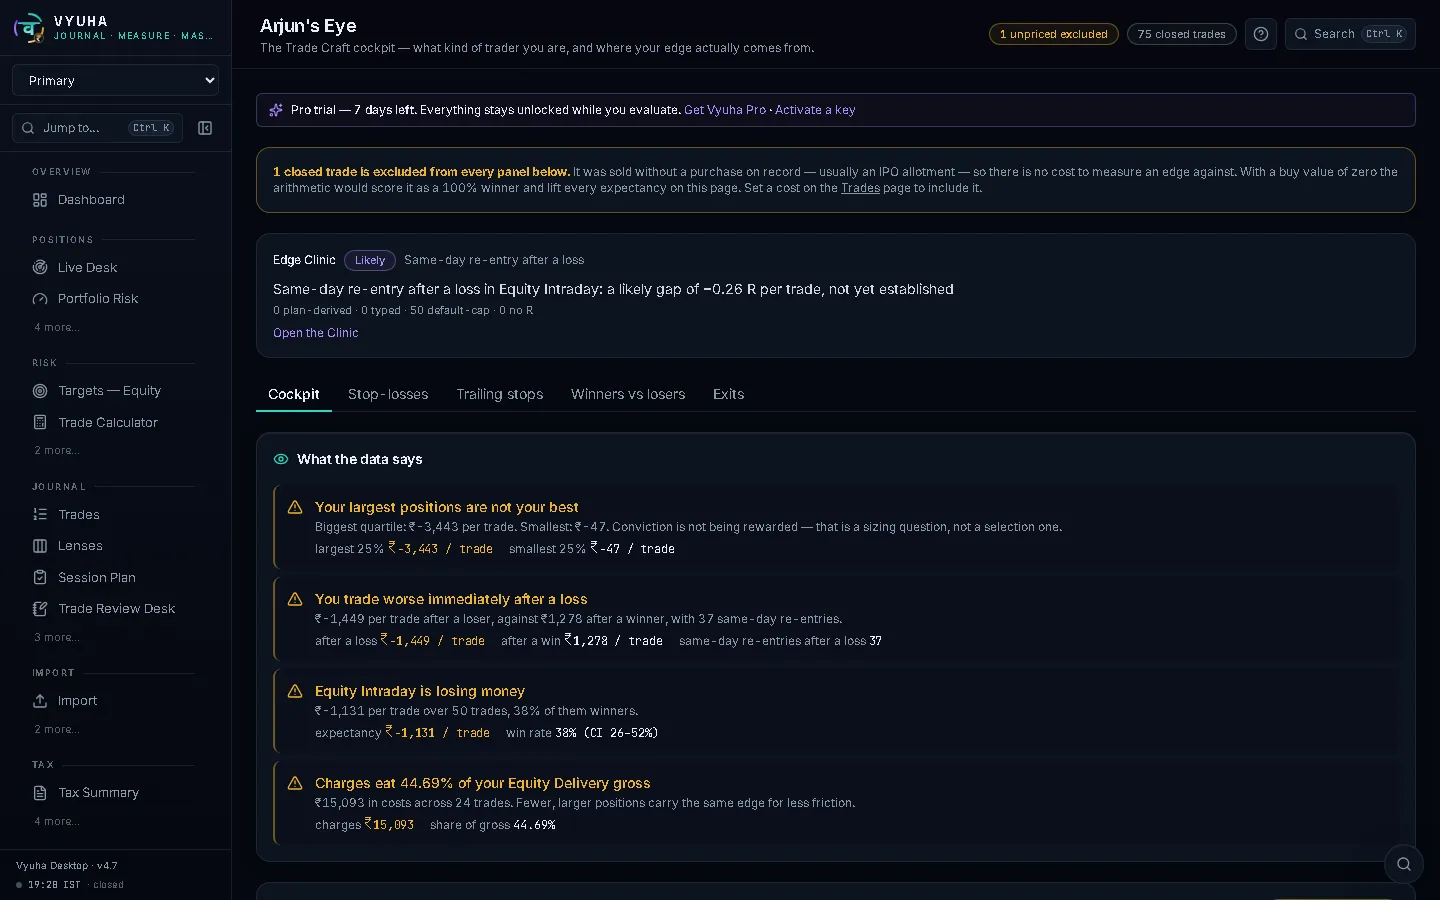 VYUHA
JOURNAL · MEASURE · MAS...
Primary
Jump to...
Ctrl K
OVERVIEW
Dashboard
POSITIONS
Live Desk
Portfolio Risk
4 more...
RISK
Targets — Equity
Trade Calculator
2 more...
JOURNAL
Trades
Lenses
Session Plan
Trade Review Desk
3 more...
IMPORT
Import
2 more...
TAX
Tax Summary
4 more...
Vyuha Desktop · v4.7
19:28 IST · closed
Arjun's Eye
The Trade Craft cockpit — what kind of trader you are, and where your edge actually comes from.
1 unpriced excluded
75 closed trades
Search Ctrl K
Pro trial — 7 days left. Everything stays unlocked while you evaluate. Get Vyuha Pro · Activate a key
1 closed trade is excluded from every panel below. It was sold without a purchase on record — usually an IPO allotment — so there is no cost to measure an edge against. With a buy value of zero the
arithmetic would score it as a 100% winner and lift every expectancy on this page. Set a cost on the Trades page to include it.
Edge Clinic Likely Same-day re-entry after a loss
Same-day re-entry after a loss in Equity Intraday: a likely gap of −0.26 R per trade, not yet established
0 plan-derived · 0 typed · 50 default-cap · 0 no R
Open the Clinic
Cockpit Stop-losses Trailing stops Winners vs losers Exits
What the data says
Your largest positions are not your best
Biggest quartile: ₹-3,443 per trade. Smallest: ₹-47. Conviction is not being rewarded — that is a sizing question, not a selection one.
largest 25% ₹-3,443 / trade smallest 25% ₹-47 / trade
You trade worse immediately after a loss
₹-1,449 per trade after a loser, against ₹1,278 after a winner, with 37 same-day re-entries.
after a loss ₹-1,449 / trade after a win ₹1,278 / trade same-day re-entries after a loss 37
Equity Intraday is losing money
₹-1,131 per trade over 50 trades, 38% of them winners.
expectancy ₹-1,131 / trade win rate 38% (CI 26–52%)
Charges eat 44.69% of your Equity Delivery gross
₹15,093 in costs across 24 trades. Fewer, larger positions carry the same edge for less friction.
charges ₹15,093 share of gross 44.69%